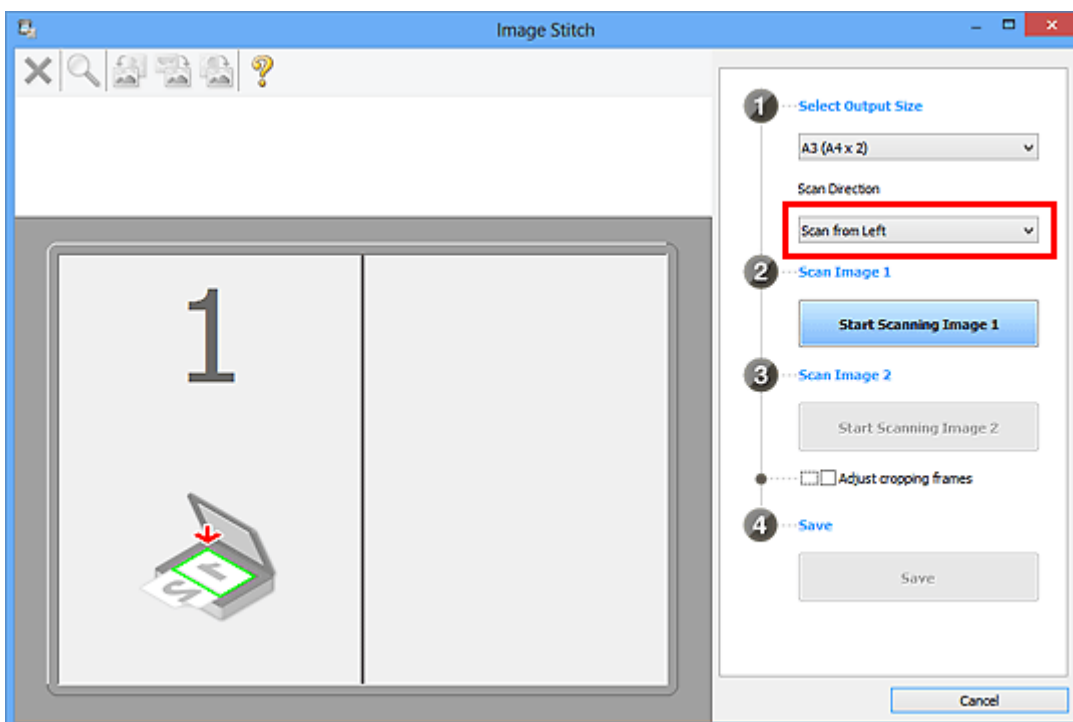 Image Stitch
1 Select Output Size
A3 (A4 x 2)
Scan Direction
Scan from Left
2 Scan Image 1
Start Scanning Image 1
3 Scan Image 2
Start Scanning Image 2
Adjust cropping frames
4 Save
Save
Cancel
1